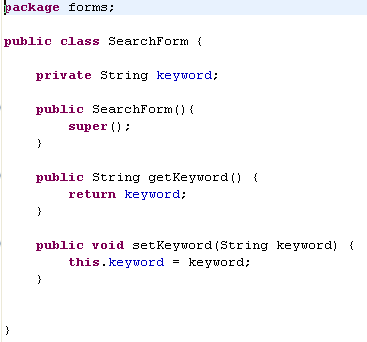 package forms;
public class SearchForm {
private String keyword;
public SearchForm(){
super();
}
public String getKeyword() {
return keyword;
}
public void setKeyword(String keyword) {
this.keyword = keyword;
}
}